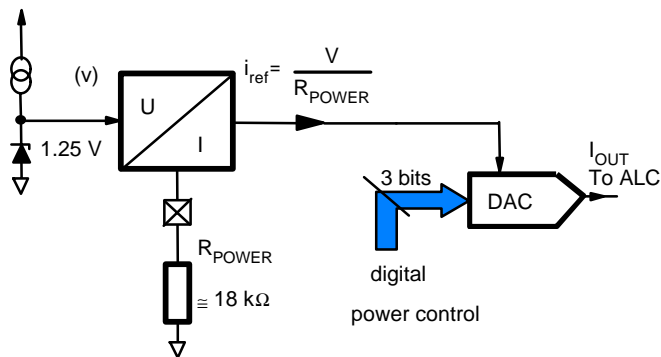 (v)
i_ref = V / R_POWER
U
I
1.25 V
3 bits
DAC
I_OUT
To ALC
R_POWER
≅ 18 kΩ
digital
power control